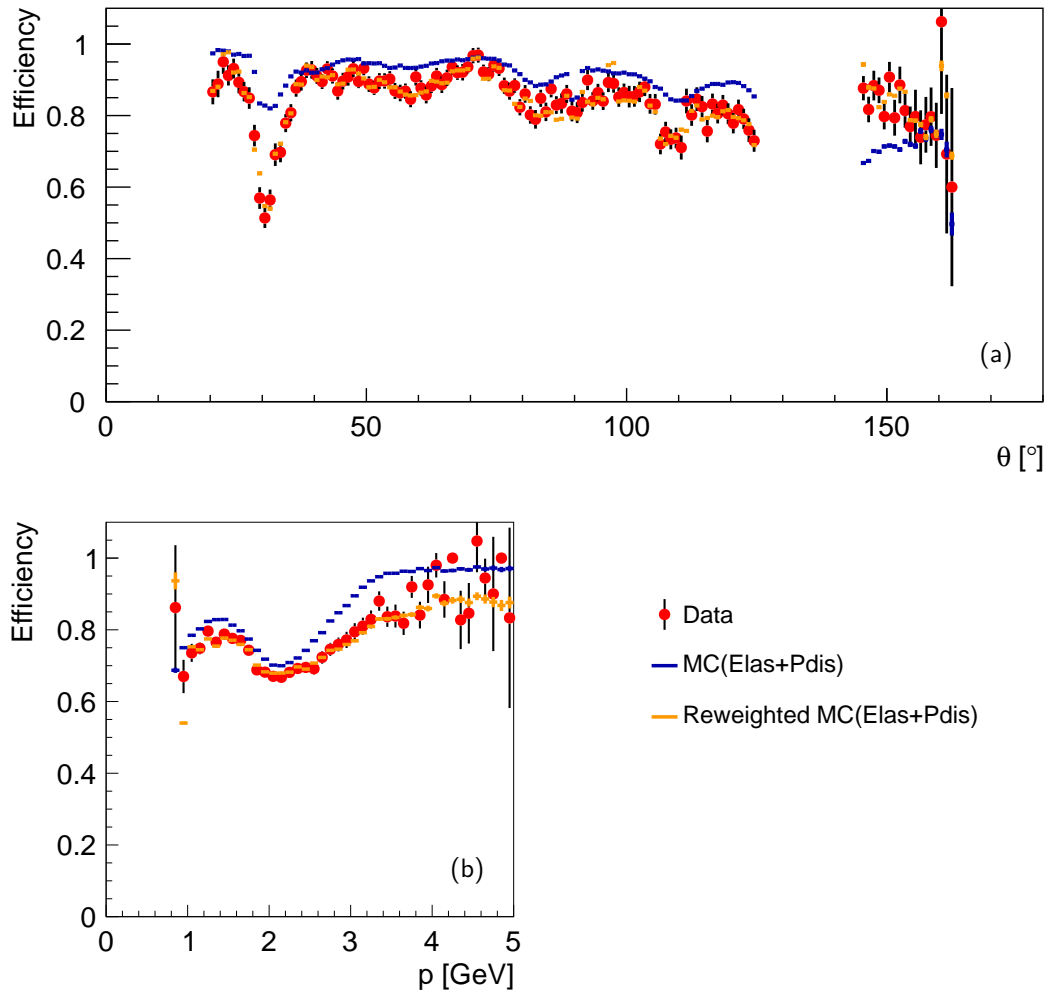 Efficiency
1
0.8
0.6
0.4
0.2
0
(a)
0
50
100
150
θ [°]
Efficiency
1
0.8
0.6
0.4
0.2
0
(b)
0
1
2
3
4
5
p [GeV]
Data
MC(Elas+Pdis)
Reweighted MC(Elas+Pdis)